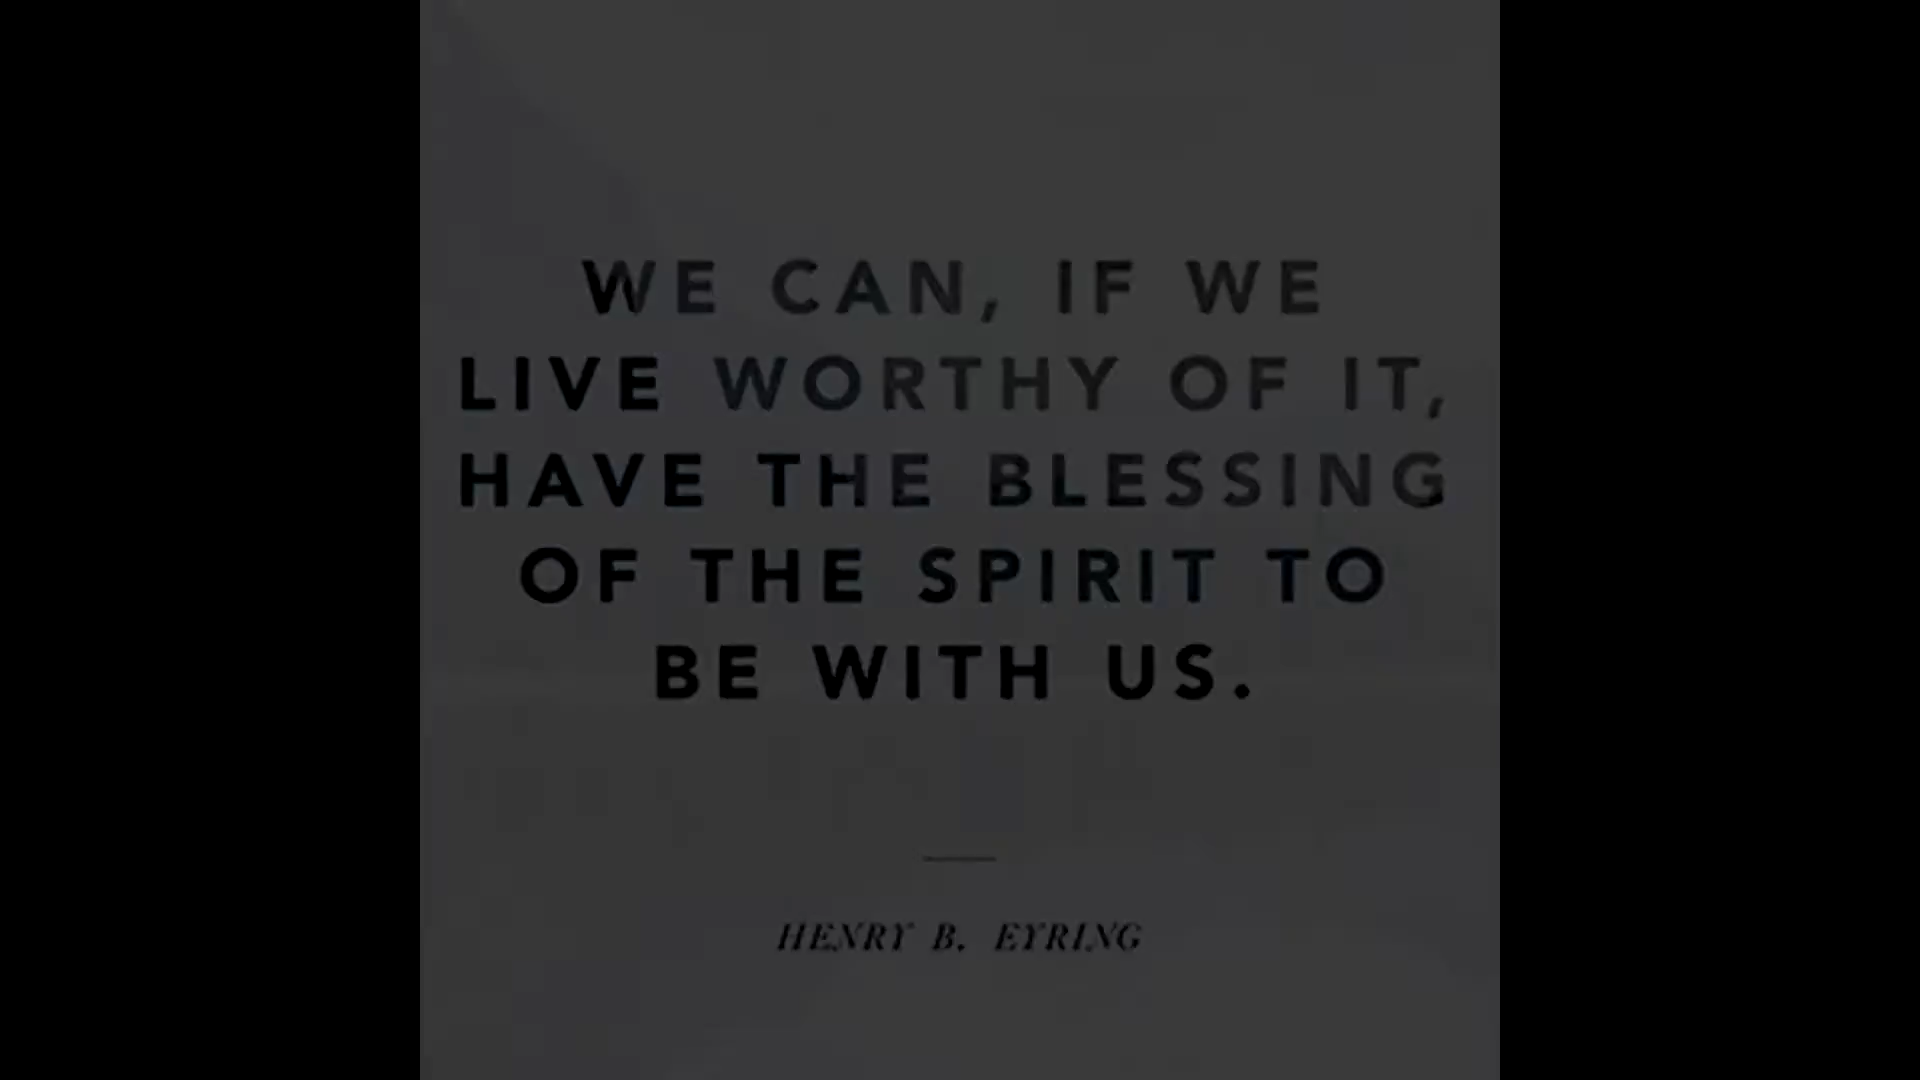 WE CAN, IF WE
LIVE WORTHY OF IT,
HAVE THE BLESSING
OF THE SPIRIT TO
BE WITH US.
HENRY B. EYRING